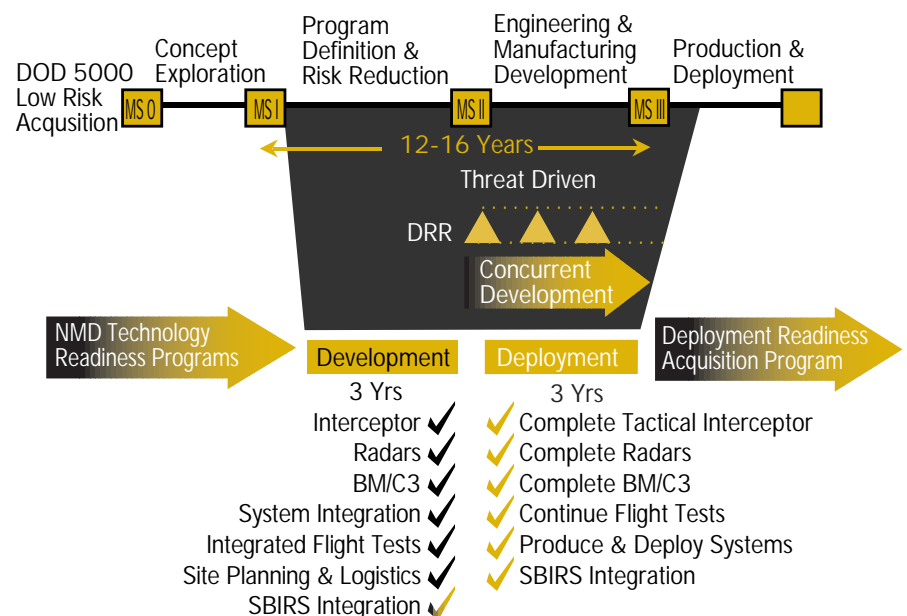 DOD 5000
Low Risk
Acqusition
Concept
Exploration
Program
Definition &
Risk Reduction
Engineering &
Manufacturing
Development
Production &
Deployment
MS 0
MS I
MS II
MS III
12-16 Years
Threat Driven
DRR
Concurrent
Development
NMD Technology
Readiness Programs
Development
Deployment
Deployment Readiness
Acquisition Program
3 Yrs
Interceptor
Radars
BM/C3
System Integration
Integrated Flight Tests
Site Planning & Logistics
SBIRS Integration
3 Yrs
Complete Tactical Interceptor
Complete Radars
Complete BM/C3
Continue Flight Tests
Produce & Deploy Systems
SBIRS Integration